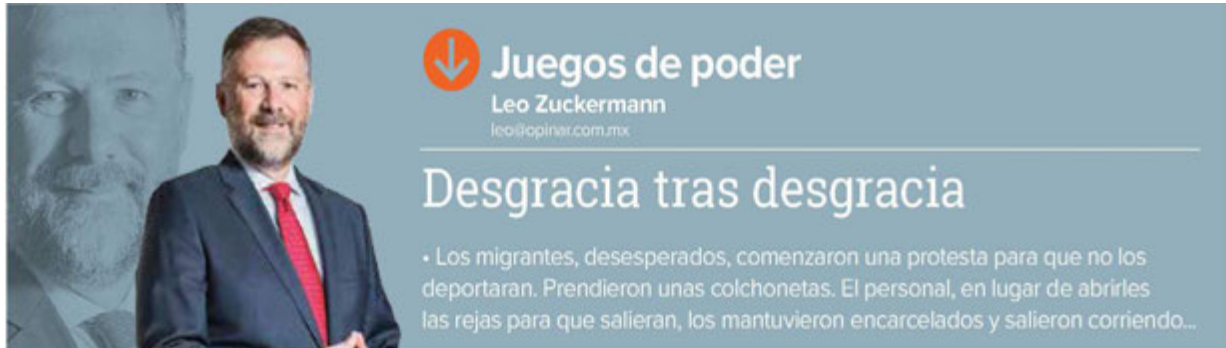 Juegos de poder
Leo Zuckermann
leo@opinar.com.mx
Desgracia tras desgracia
• Los migrantes, desesperados, comenzaron una protesta para que no los
deportaran. Prendieron unas colchonetas. El personal, en lugar de abrirles
las rejas para que salieran, los mantuvieron encarcelados y salieron corriendo...